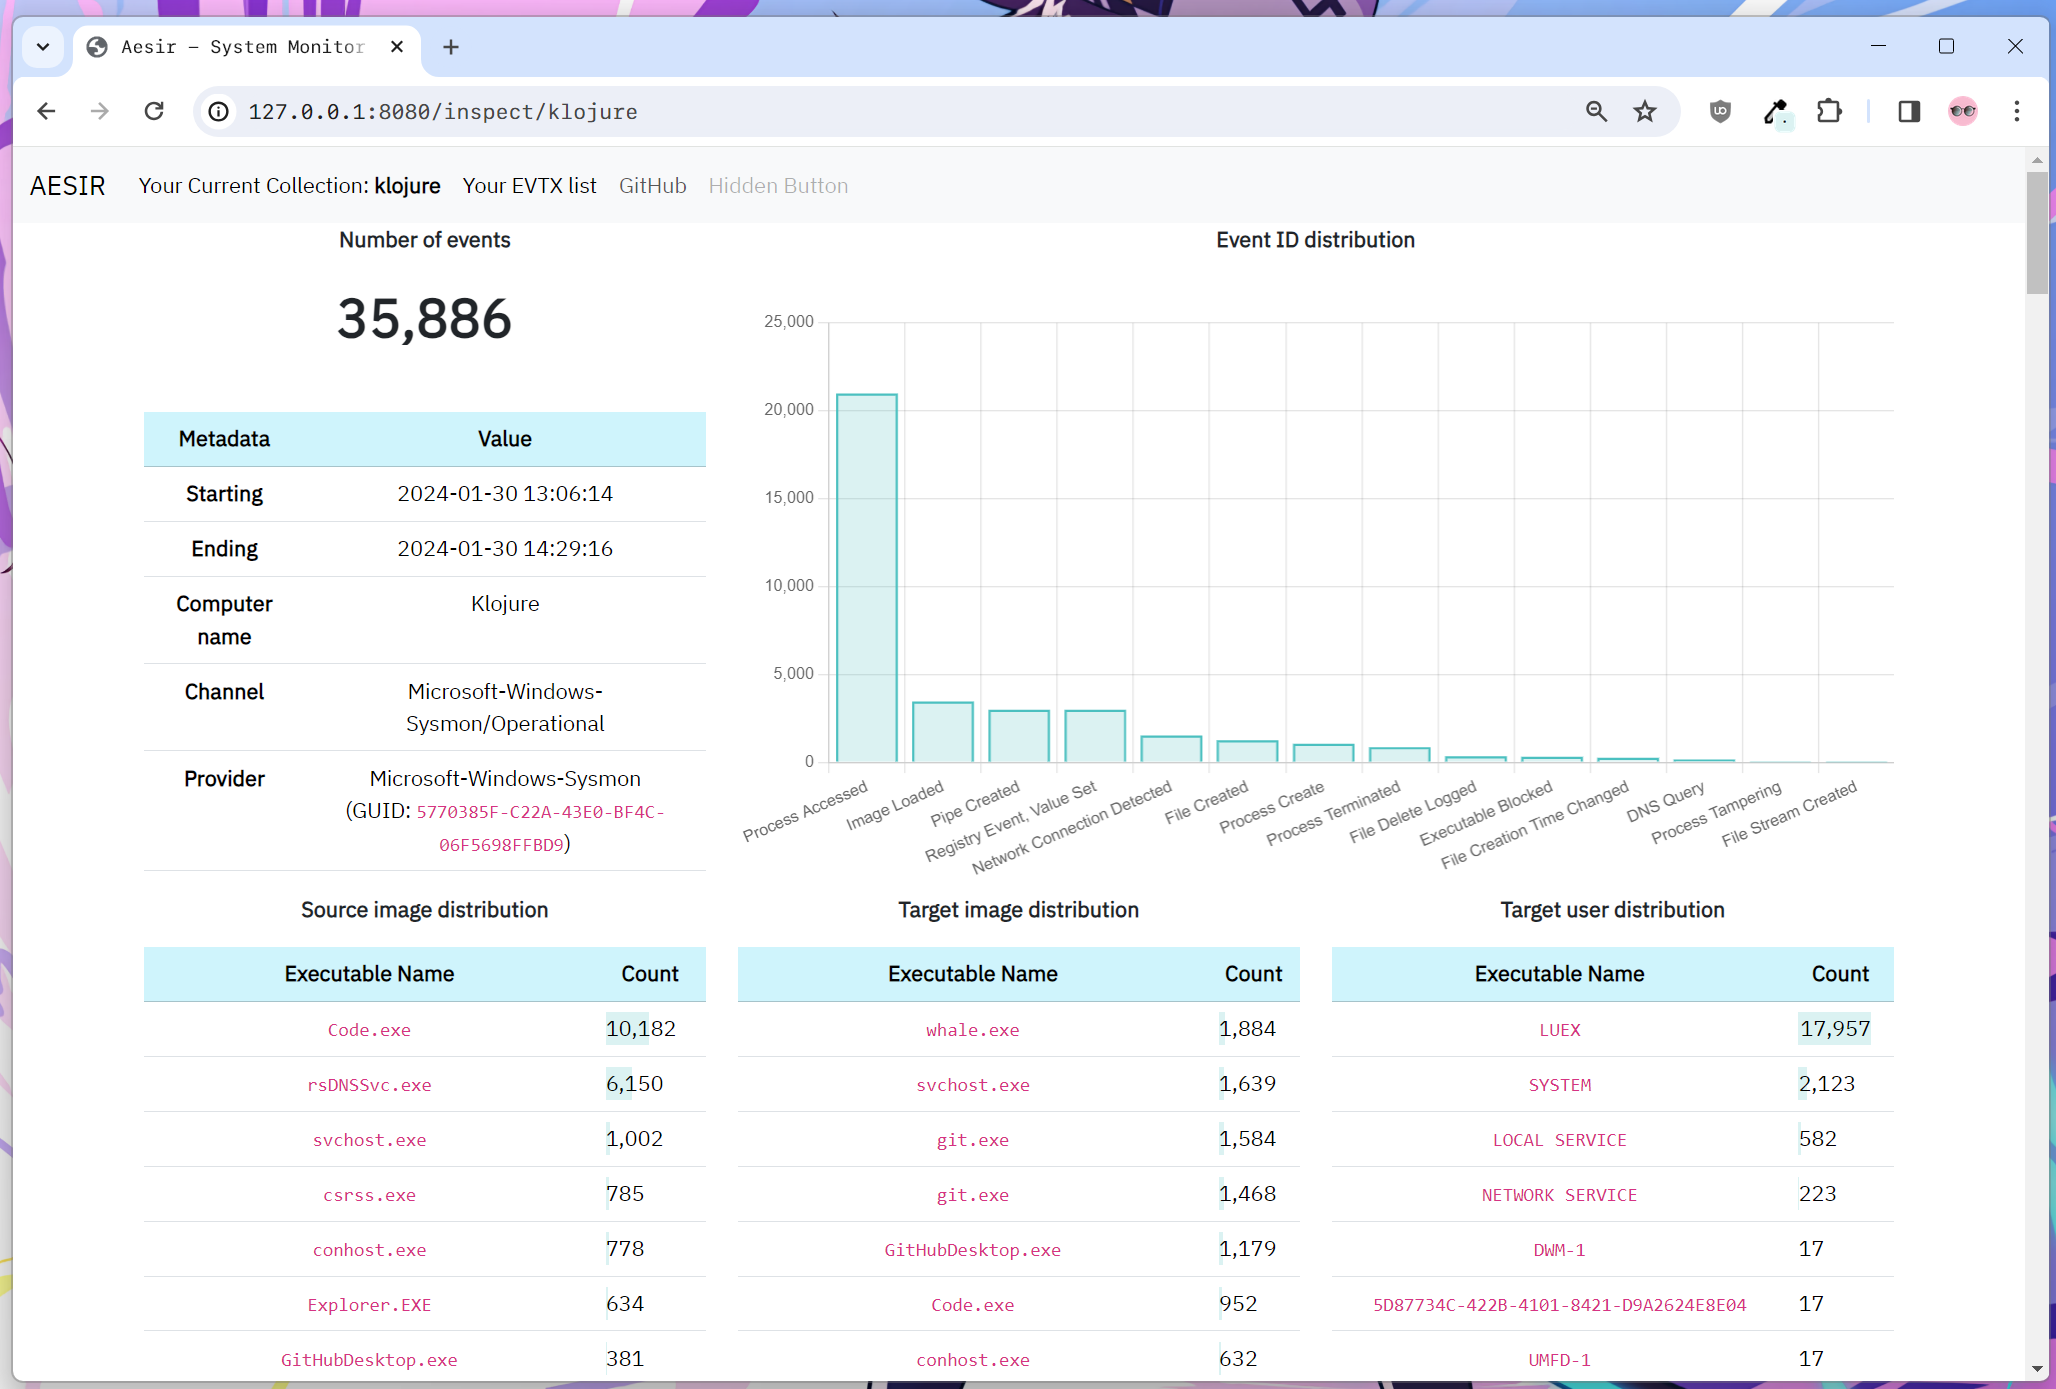 Aesir – System Monitor
127.0.0.1:8080/inspect/klojure
AESIR Your Current Collection: klojure Your EVTX list GitHub Hidden Button
Number of events
35,886
Metadata Value
Starting 2024-01-30 13:06:14
Ending 2024-01-30 14:29:16
Computer name Klojure
Channel Microsoft-Windows-
Sysmon/Operational
Provider Microsoft-Windows-Sysmon
(GUID: 5770385F-C22A-43E0-BF4C-
06F5698FFBD9)
Event ID distribution
25,000
20,000
15,000
10,000
5,000
0
Process Accessed
Image Loaded
Pipe Created
Registry Event, Value Set
Network Connection Detected
File Created
Process Create
Process Terminated
File Delete Logged
Executable Blocked
File Creation Time Changed
DNS Query
Process Tampering
File Stream Created
Source image distribution
Executable Name Count
Code.exe 10,182
rsDNSSvc.exe 6,150
svchost.exe 1,002
csrss.exe 785
conhost.exe 778
Explorer.EXE 634
GitHubDesktop.exe 381
Target image distribution
Executable Name Count
whale.exe 1,884
svchost.exe 1,639
git.exe 1,584
git.exe 1,468
GitHubDesktop.exe 1,179
Code.exe 952
conhost.exe 632
Target user distribution
Executable Name Count
LUEX 17,957
SYSTEM 2,123
LOCAL SERVICE 582
NETWORK SERVICE 223
DWM-1 17
5D87734C-422B-4101-8421-D9A2624E8E04 17
UMFD-1 17